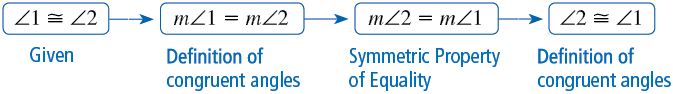 ∠1 ≅ ∠2
m∠1 = m∠2
m∠2 = m∠1
∠2 ≅ ∠1
Given
Definition of
congruent angles
Symmetric Property
of Equality
Definition of
congruent angles